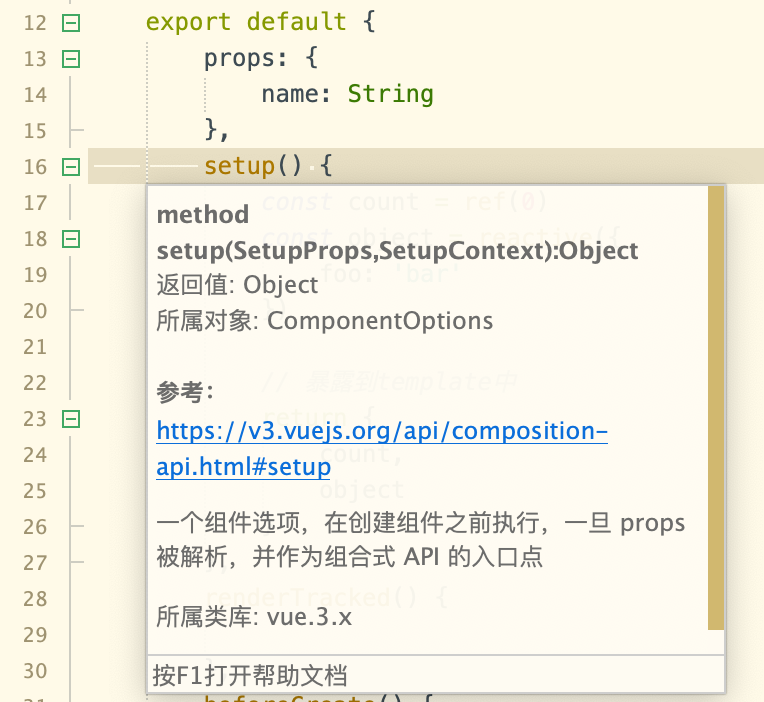 12 export default {
13 props: {
14 name: String
15 },
16 setup() {
17 const count = ref(0)
18 const object = reactive({
19 foo: 'bar'
20 })
21
22 // 暴露到template中
23 return {
24 count,
25 object
26
27
28 renderTracked() {
29
30
31 beforeCreate() {
method
setup(SetupProps,SetupContext):Object
返回值: Object
所属对象: ComponentOptions
参考：
https://v3.vuejs.org/api/composition-
api.html#setup
一个组件选项，在创建组件之前执行，一旦 props
被解析，并作为组合式 API 的入口点
所属类库: vue.3.x
按F1打开帮助文档